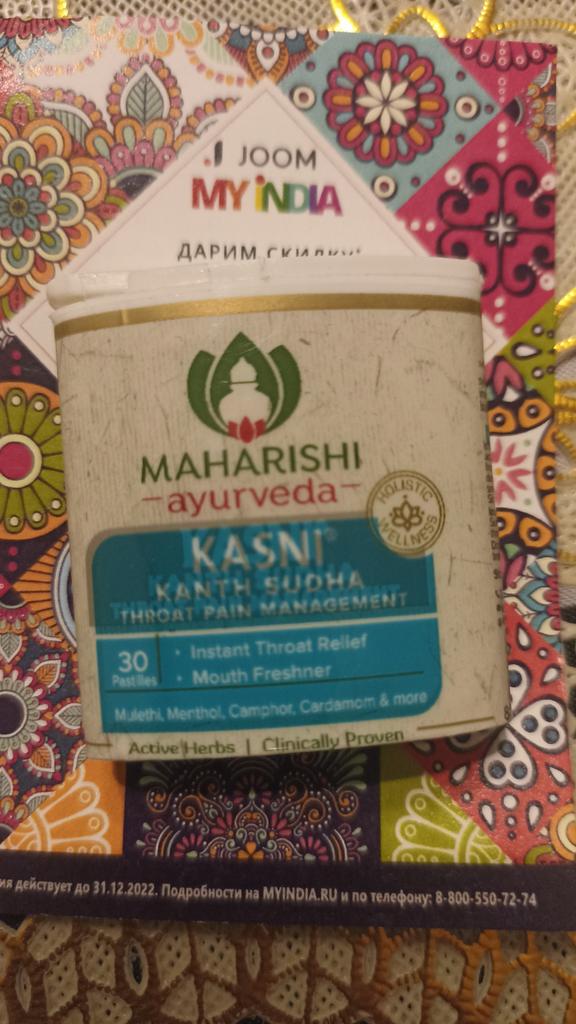 JOOM
MY iNDIA
ДАРИМ СКИДКУ!
MAHARISHI
ayurveda
HOLISTIC WELLNESS
KASNI®
KANTH SUDHA
THROAT PAIN MANAGEMENT
30
Pastilles
• Instant Throat Relief
• Mouth Freshner
Mulethi, Menthol, Camphor, Cardamom & more
Active Herbs | Clinically Proven
действует до 31.12.2022. Подробности на MYINDIA.RU и по телефону: 8-800-550-72-74